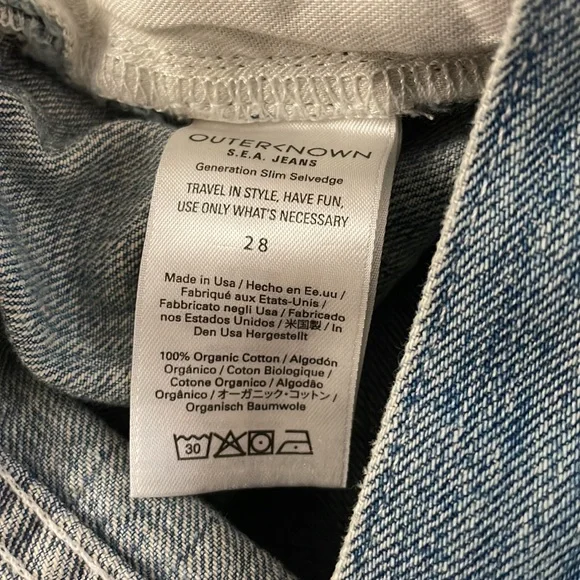 OUTERKNOWN
S.E.A. JEANS
Generation Slim Selvedge
TRAVEL IN STYLE, HAVE FUN,
USE ONLY WHAT'S NECESSARY
28
Made in Usa / Hecho en Ee.uu /
Fabriqué aux Etats-Unis /
Fabbricato negli Usa / Fabricado
nos Estados Unidos / 米国製 / In
Den Usa Hergestellt
100% Organic Cotton / Algodón
Orgánico / Coton Biologique /
Cotone Organico / Algodão
Orgânico / オーガニック・コットン /
Organisch Baumwole
30